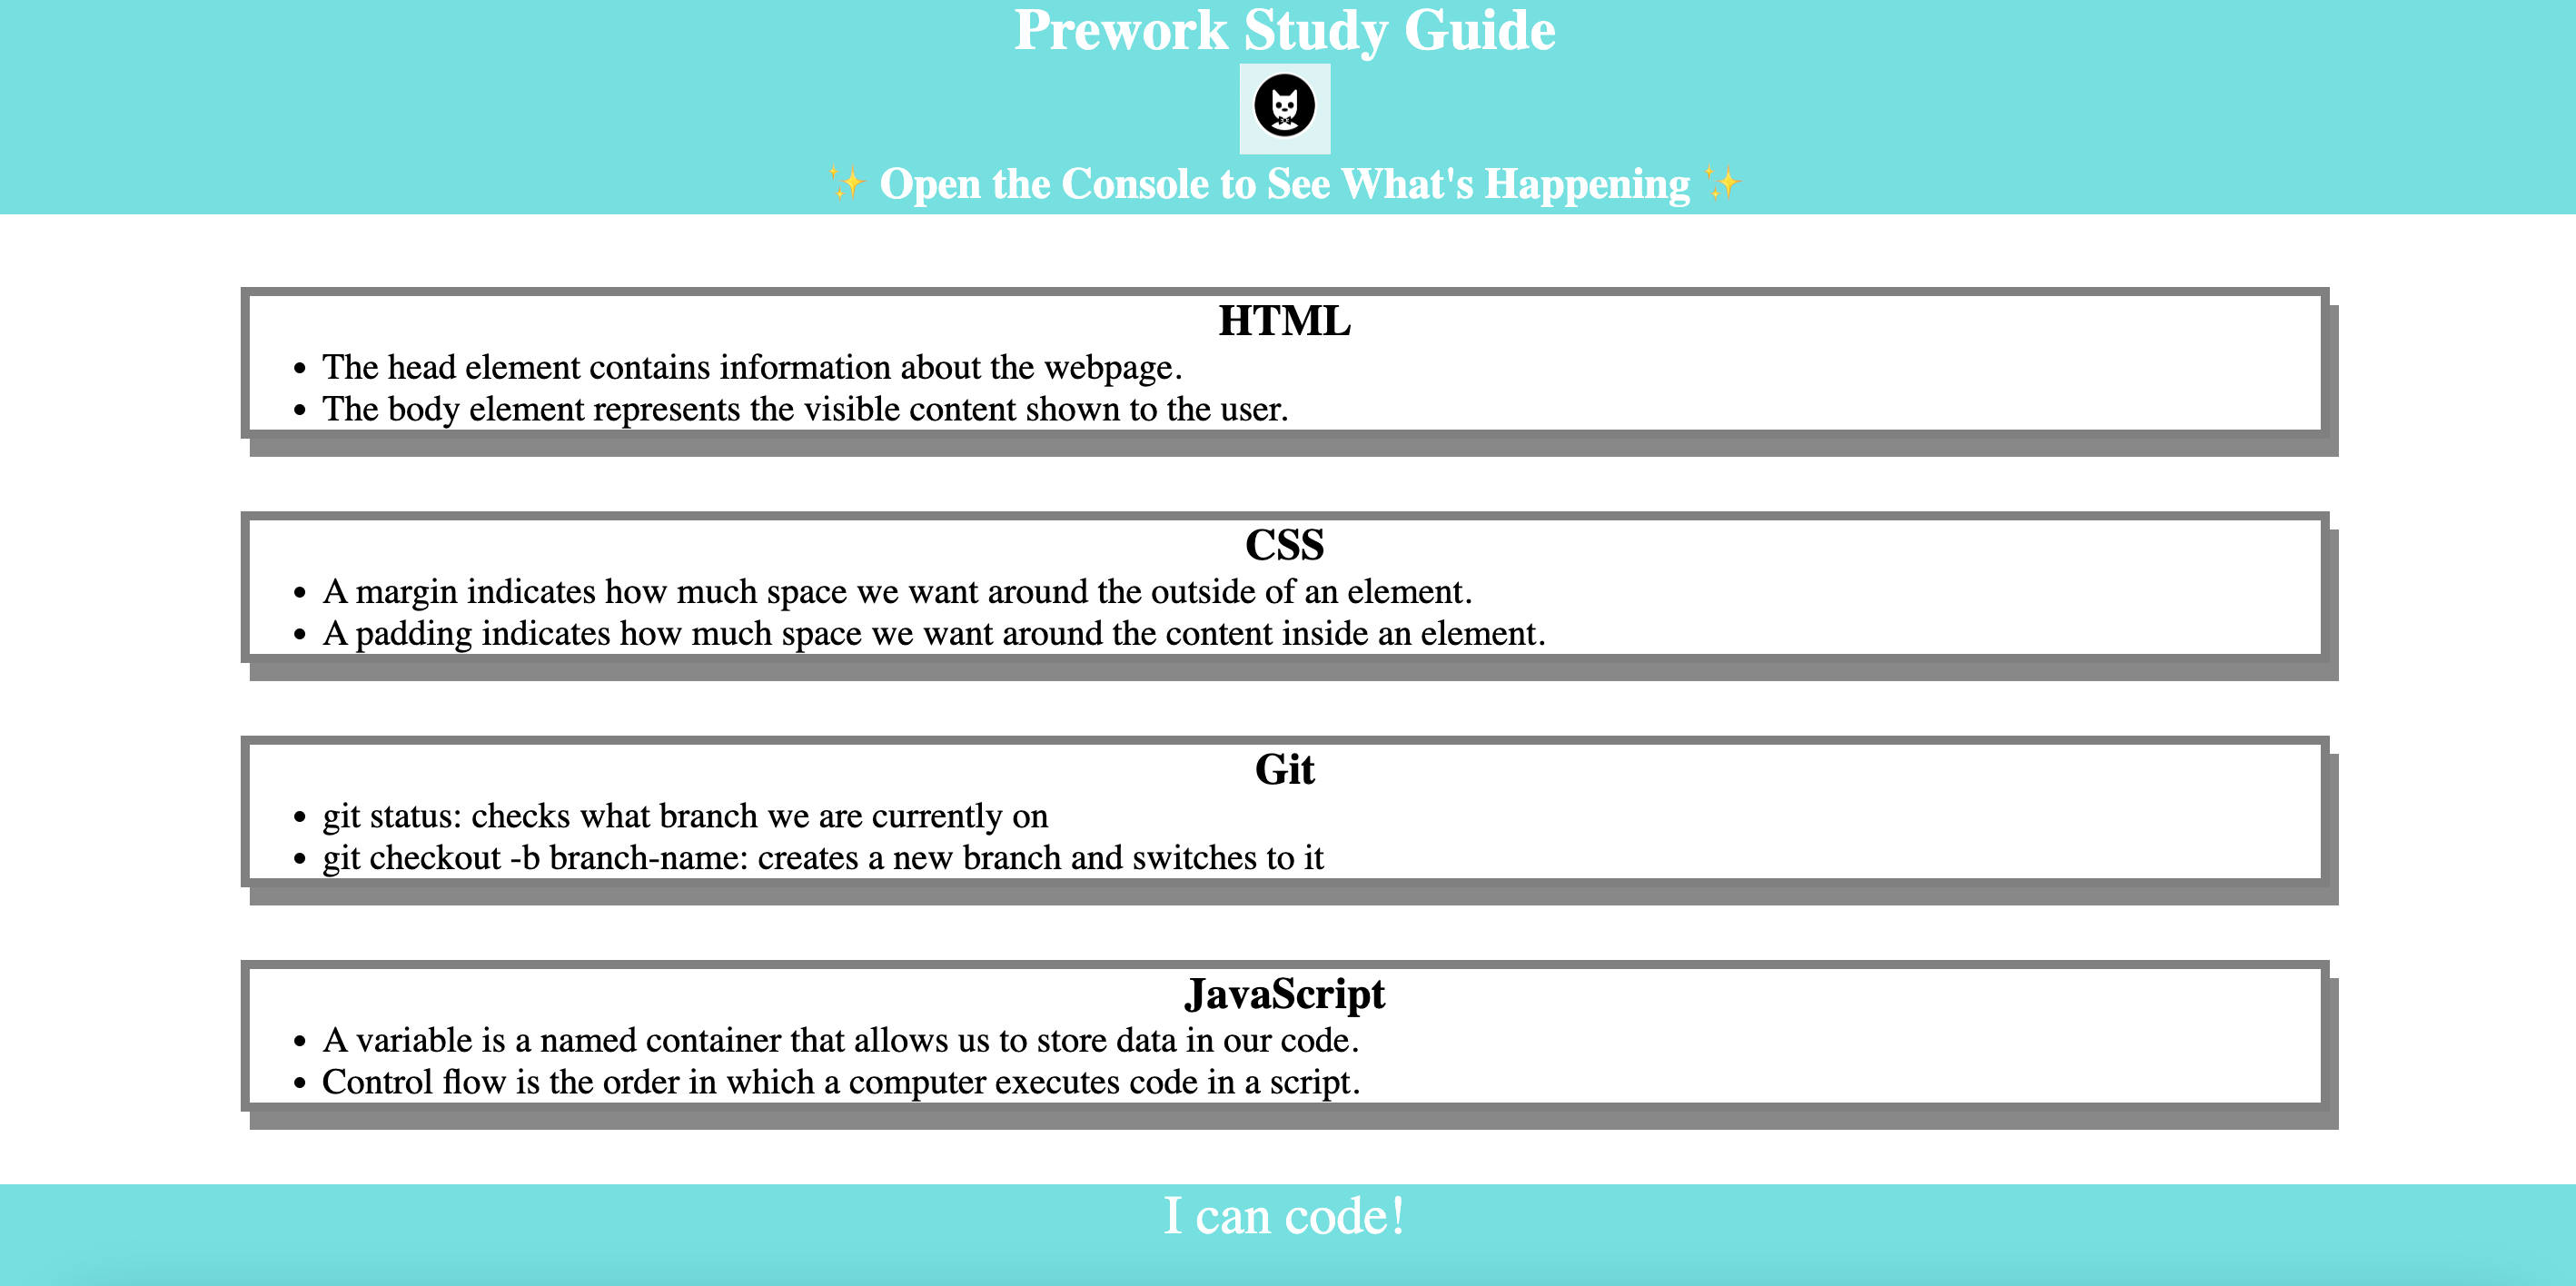 Prework Study Guide
✨ Open the Console to See What's Happening ✨
HTML
• The head element contains information about the webpage.
• The body element represents the visible content shown to the user.
CSS
• A margin indicates how much space we want around the outside of an element.
• A padding indicates how much space we want around the content inside an element.
Git
• git status: checks what branch we are currently on
• git checkout -b branch-name: creates a new branch and switches to it
JavaScript
• A variable is a named container that allows us to store data in our code.
• Control flow is the order in which a computer executes code in a script.
I can code!